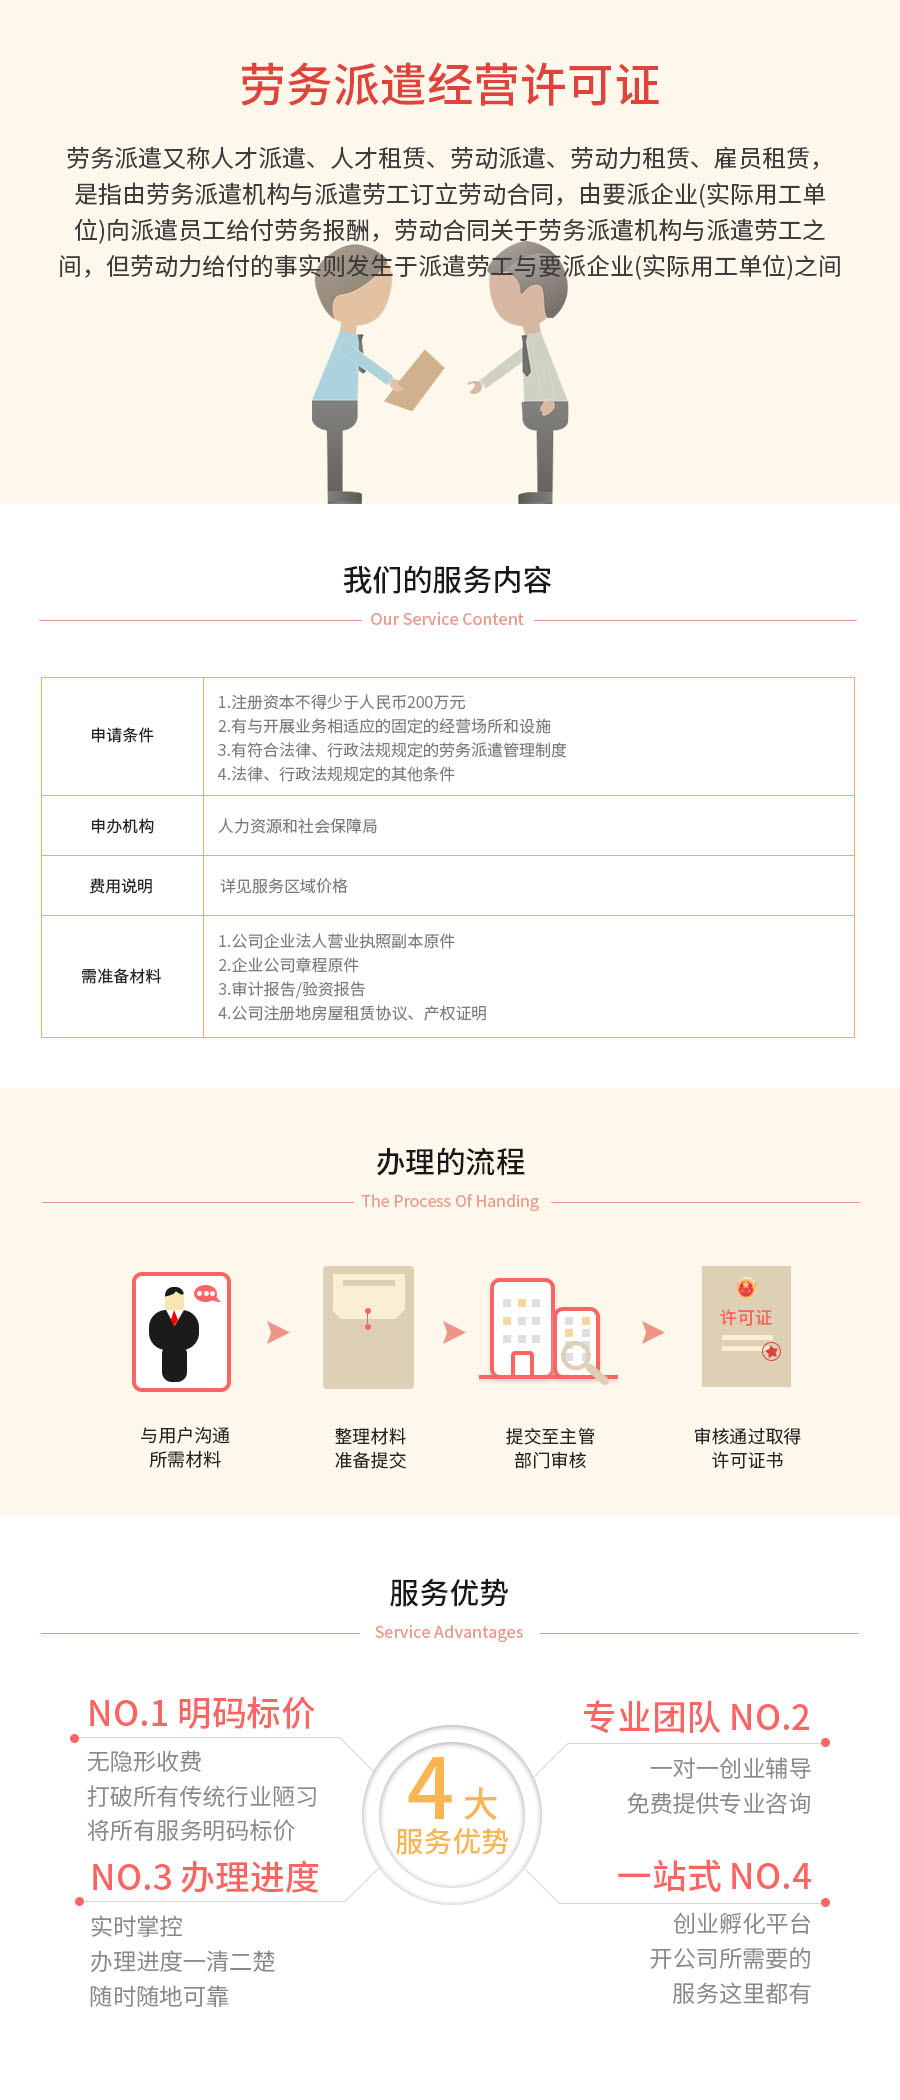 劳务派遣经营许可证
劳务派遣又称人才派遣、人才租赁、劳动派遣、劳动力租赁、雇员租赁，
是指由劳务派遣机构与派遣劳工订立劳动合同，由要派企业(实际用工单
位)向派遣员工给付劳务报酬，劳动合同关于劳务派遣机构与派遣劳工之
间，但劳动力给付的事实则发生于派遣劳工与要派企业(实际用工单位)之间
我们的服务内容
Our Service Content
申请条件
1.注册资本不得少于人民币200万元
2.有与开展业务相适应的固定的经营场所和设施
3.有符合法律、行政法规规定的劳务派遣管理制度
4.法律、行政法规规定的其他条件
申办机构
人力资源和社会保障局
费用说明
详见服务区域价格
需准备材料
1.公司企业法人营业执照副本原件
2.企业公司章程原件
3.审计报告/验资报告
4.公司注册地房屋租赁协议、产权证明
办理的流程
The Process Of Handing
许可证
与用户沟通
所需材料
整理材料
准备提交
提交至主管
部门审核
审核通过取得
许可证书
服务优势
Service Advantages
NO.1 明码标价
无隐形收费
打破所有传统行业陋习
将所有服务明码标价
专业团队 NO.2
一对一创业辅导
免费提供专业咨询
4 大
服务优势
NO.3 办理进度
实时掌控
办理进度一清二楚
随时随地可靠
一站式 NO.4
创业孵化平台
开公司所需要的
服务这里都有